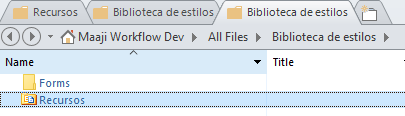 Recursos Biblioteca de estilos Biblioteca de estilos
Maaji Workflow Dev All Files Biblioteca de estilos
Name Title
Forms
Recursos